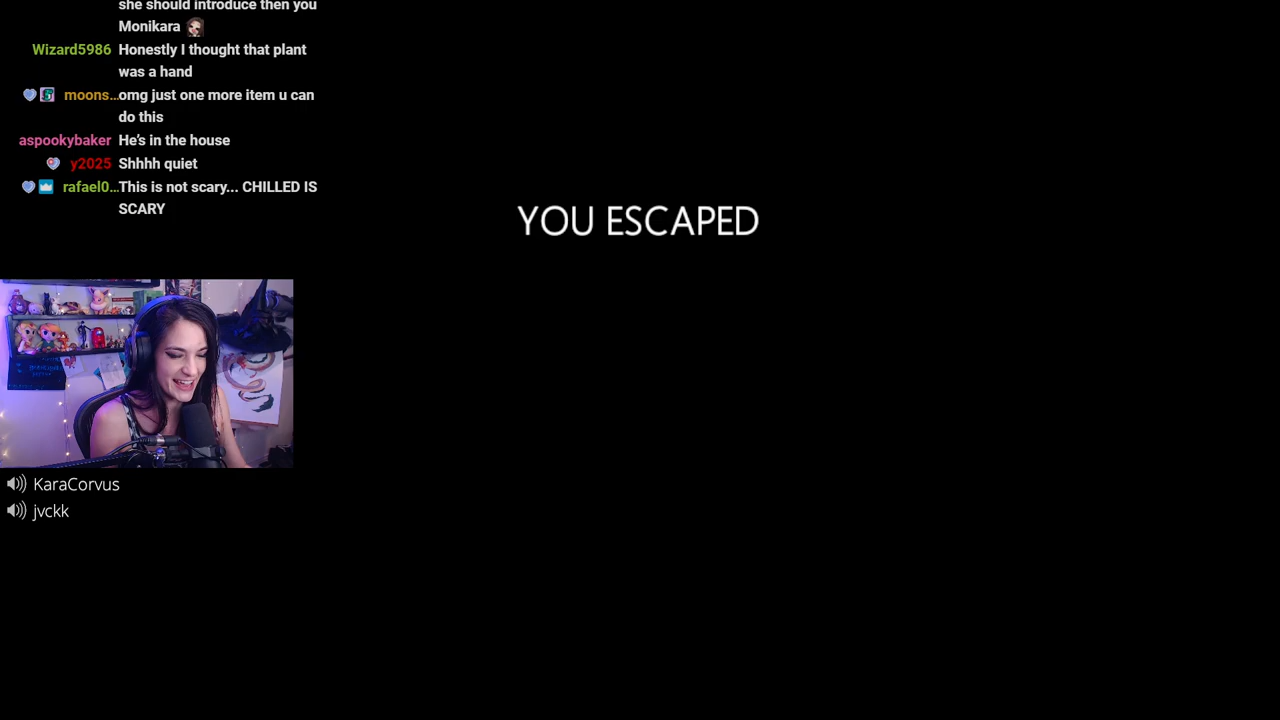 she should introduce then you
Monikara
Wizard5986 Honestly I thought that plant
was a hand
moons… omg just one more item u can
do this
aspookybaker He's in the house
y2025 Shhhh quiet
rafael0… This is not scary... CHILLED IS
SCARY
YOU ESCAPED
KaraCorvus
jvckk